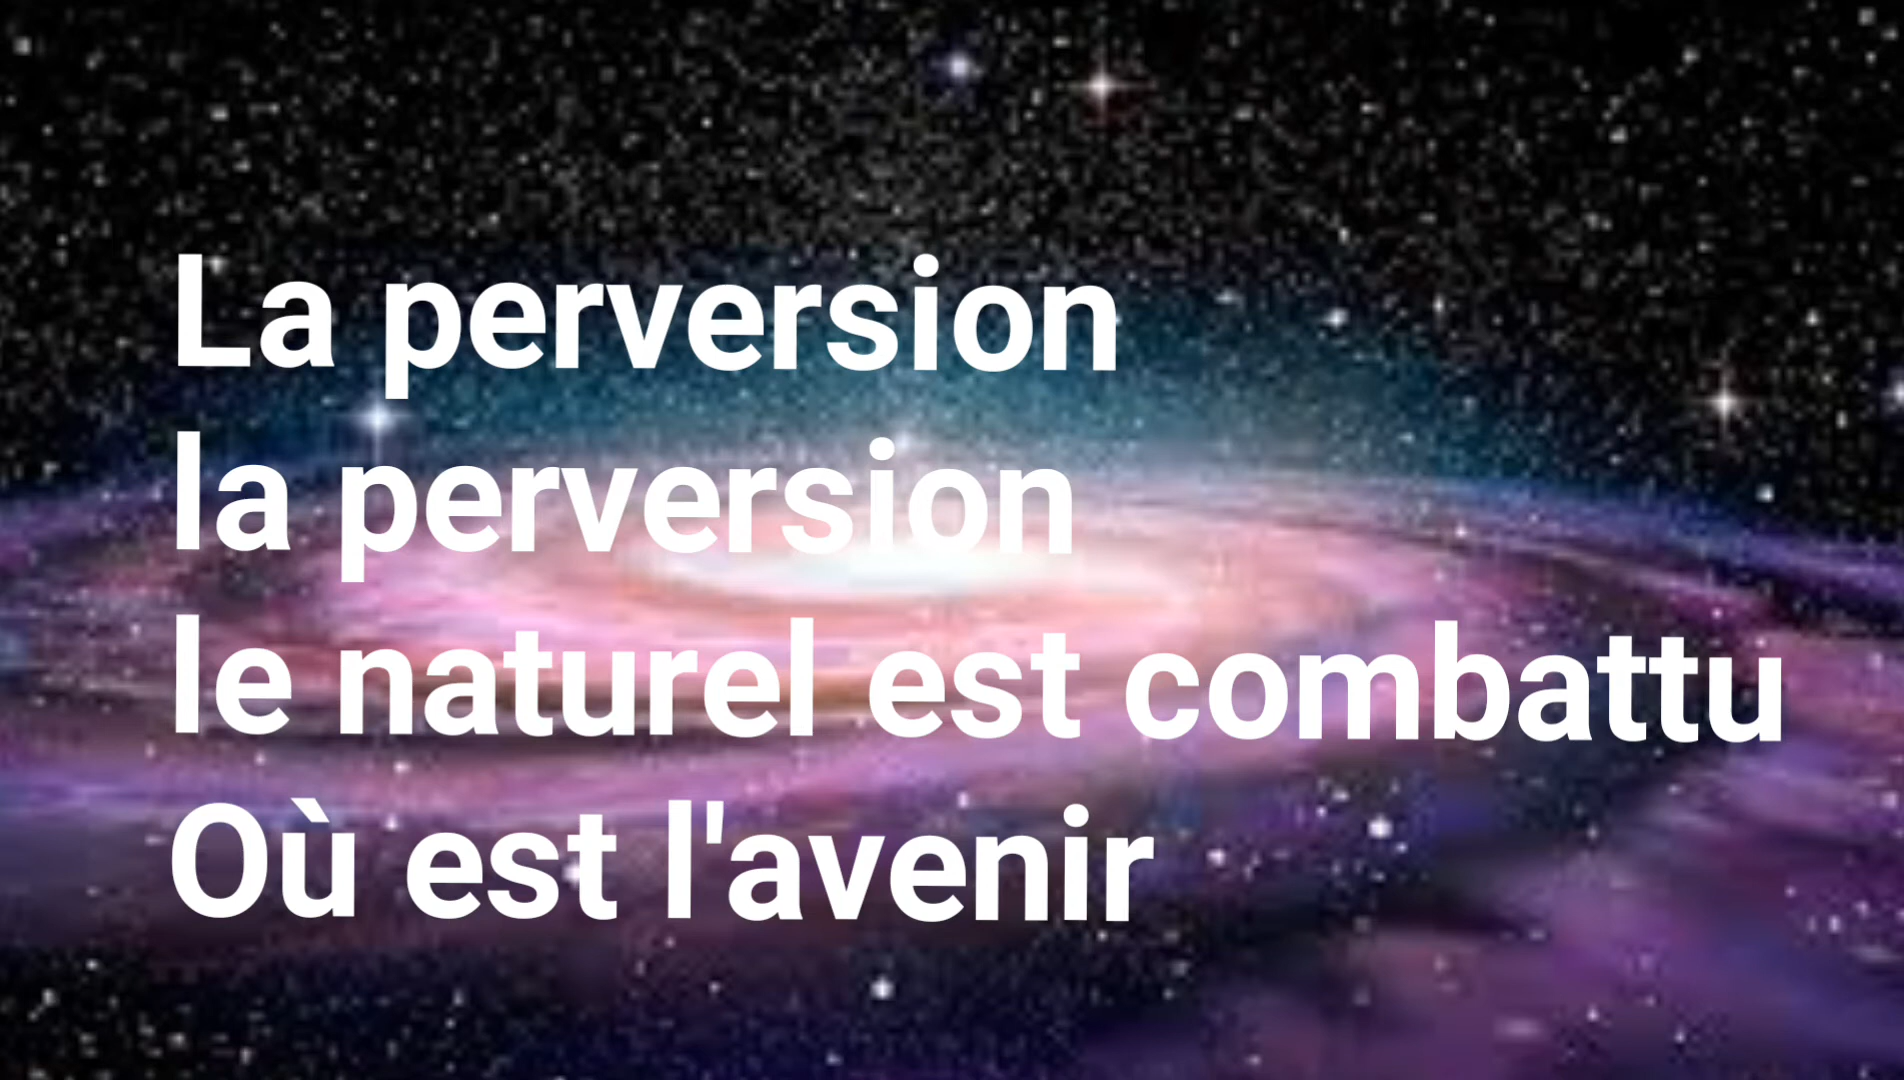 La perversion
la perversion
le naturel est combattu
Où est l'avenir